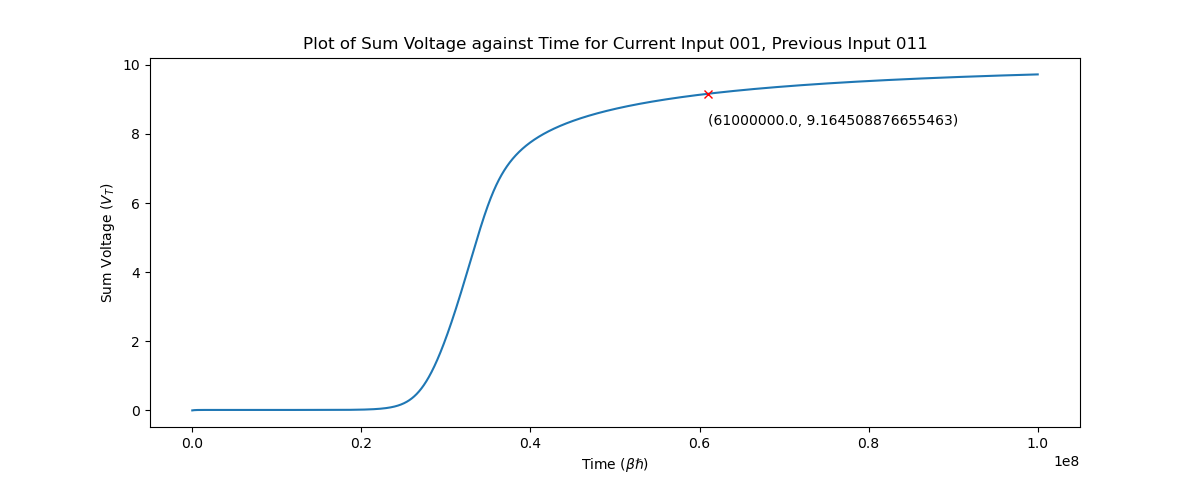 Plot of Sum Voltage against Time for Current Input 001, Previous Input 011
10
8
6
4
2
0
Sum Voltage (V_T)
(61000000.0, 9.164508876655463)
0.0 0.2 0.4 0.6 0.8 1.0
1e8
Time (βħ)